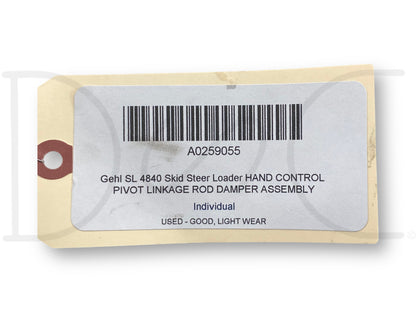 A0259055
Gehl SL 4840 Skid Steer Loader HAND CONTROL
PIVOT LINKAGE ROD DAMPER ASSEMBLY
Individual
USED - GOOD, LIGHT WEAR